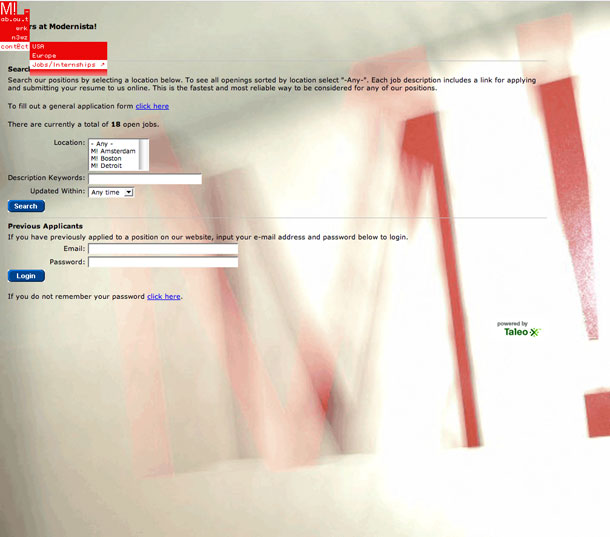 M!
ab.ou.t
wrk
n3wz
contact
USA
Europe
Jobs/Internships ↗
rs at Modernista!
Sear
Search our positions by selecting a location below. To see all openings sorted by location select "-Any-". Each job description includes a link for applying
and submitting your resume to us online. This is the fastest and most reliable way to be considered for any of our positions.
To fill out a general application form click here
There are currently a total of 18 open jobs.
Location:
- Any -
M! Amsterdam
M! Boston
M! Detroit
Description Keywords:
Updated Within: Any time
Search
Previous Applicants
If you have previously applied to a position on our website, input your e-mail address and password below to login.
Email:
Password:
Login
If you do not remember your password click here.
powered by
Taleo
M!